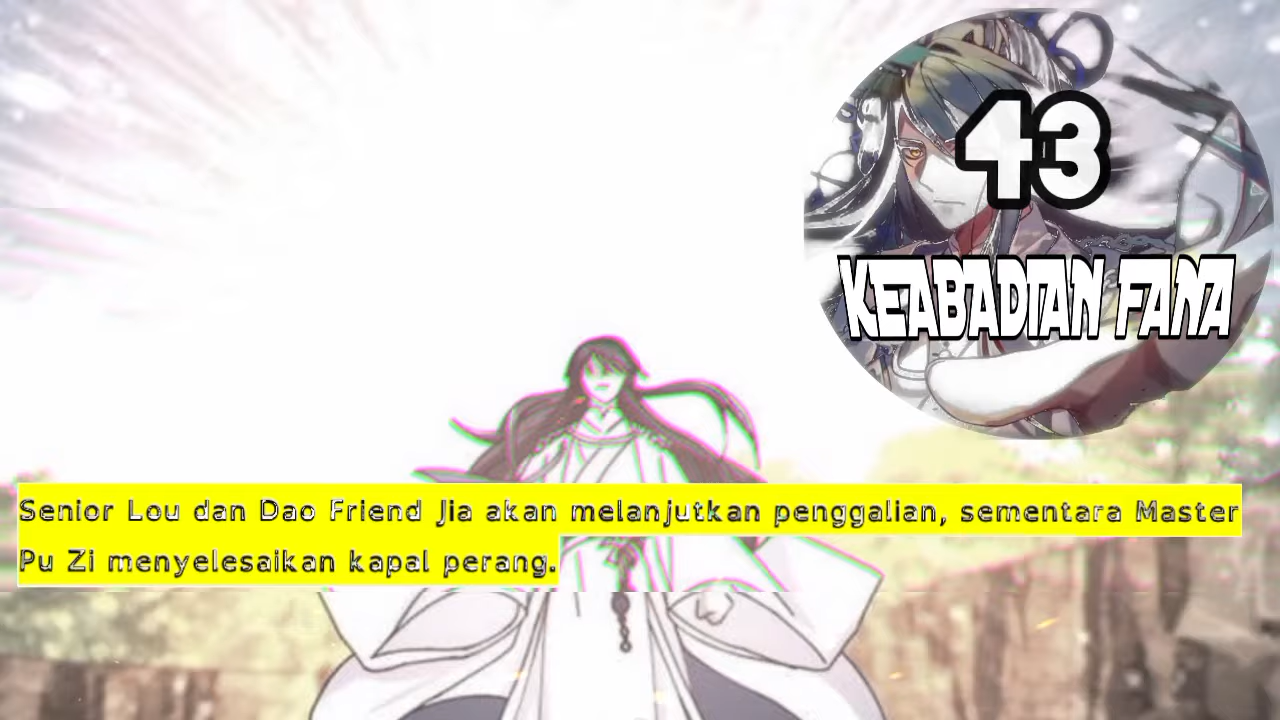 43
KEABADIAN FANA
Senior Lou dan Dao Friend Jia akan melanjutkan penggalian, sementara Master
Pu Zi menyelesaikan kapal perang.